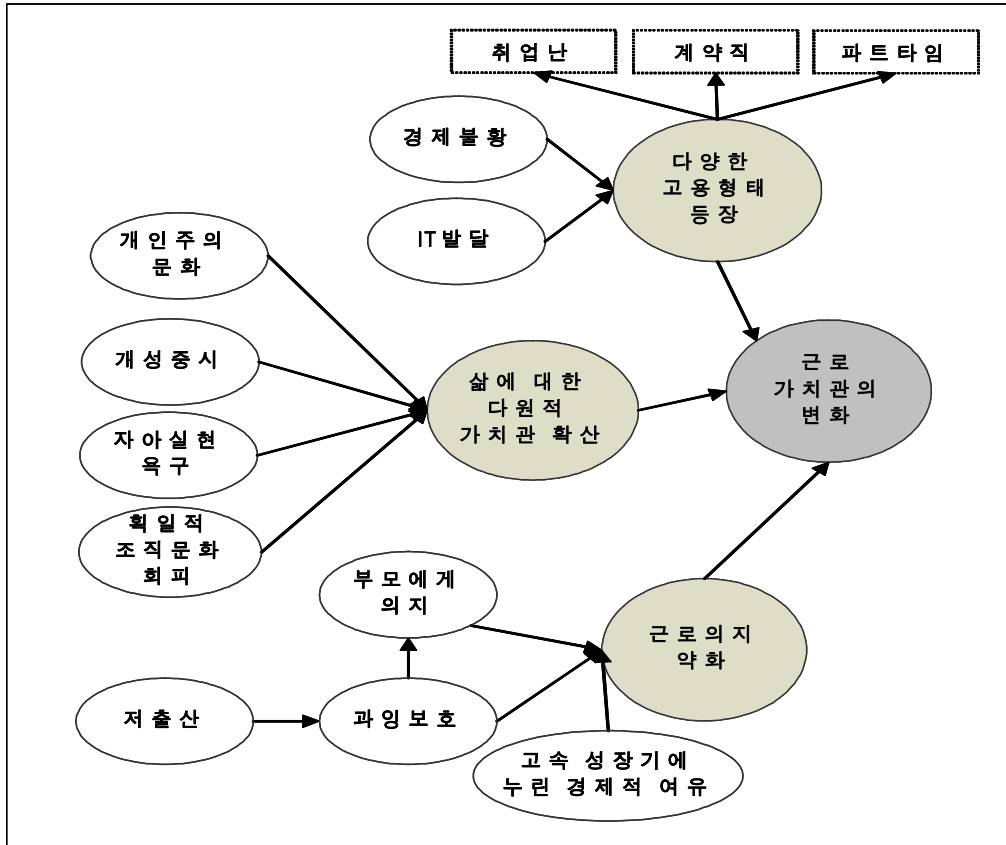 취업난
계약직
파트타임
경제불황
다양한
고용형태
등장
IT발달
개인주의
문화
개성중시
삶에 대한
다원적
가치관 확산
근로
가치관의
변화
자아실현
욕구
획일적
조직문화
회피
부모에게
의지
근로의지
약화
저출산
과잉보호
고속 성장기에
누린 경제적 여유